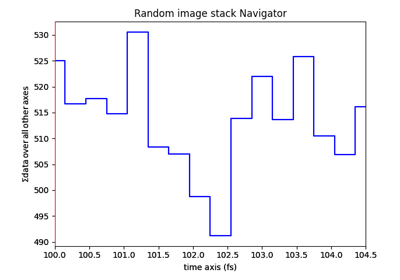 Random image stack Navigator
530
525
520
515
510
505
500
495
490
Σdata over all other axes
100.0 100.5 101.0 101.5 102.0 102.5 103.0 103.5 104.0 104.5
time axis (fs)